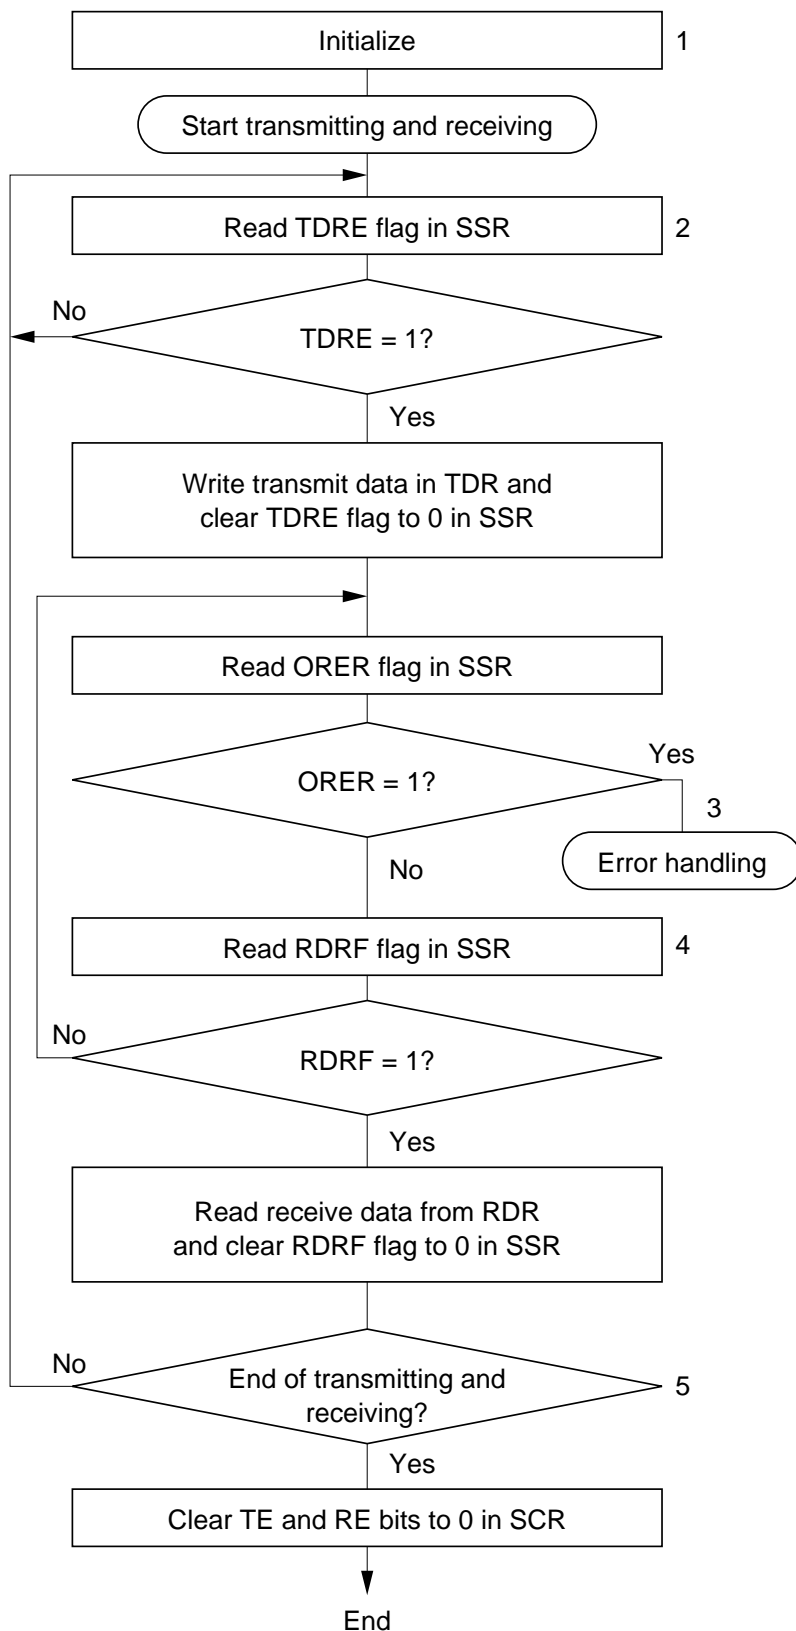 Initialize
1
Start transmitting and receiving
Read TDRE flag in SSR
2
No
TDRE = 1?
Yes
Write transmit data in TDR and
clear TDRE flag to 0 in SSR
Read ORER flag in SSR
Yes
ORER = 1?
3
Error handling
No
Read RDRF flag in SSR
4
No
RDRF = 1?
Yes
Read receive data from RDR
and clear RDRF flag to 0 in SSR
No
End of transmitting and
receiving?
5
Yes
Clear TE and RE bits to 0 in SCR
End